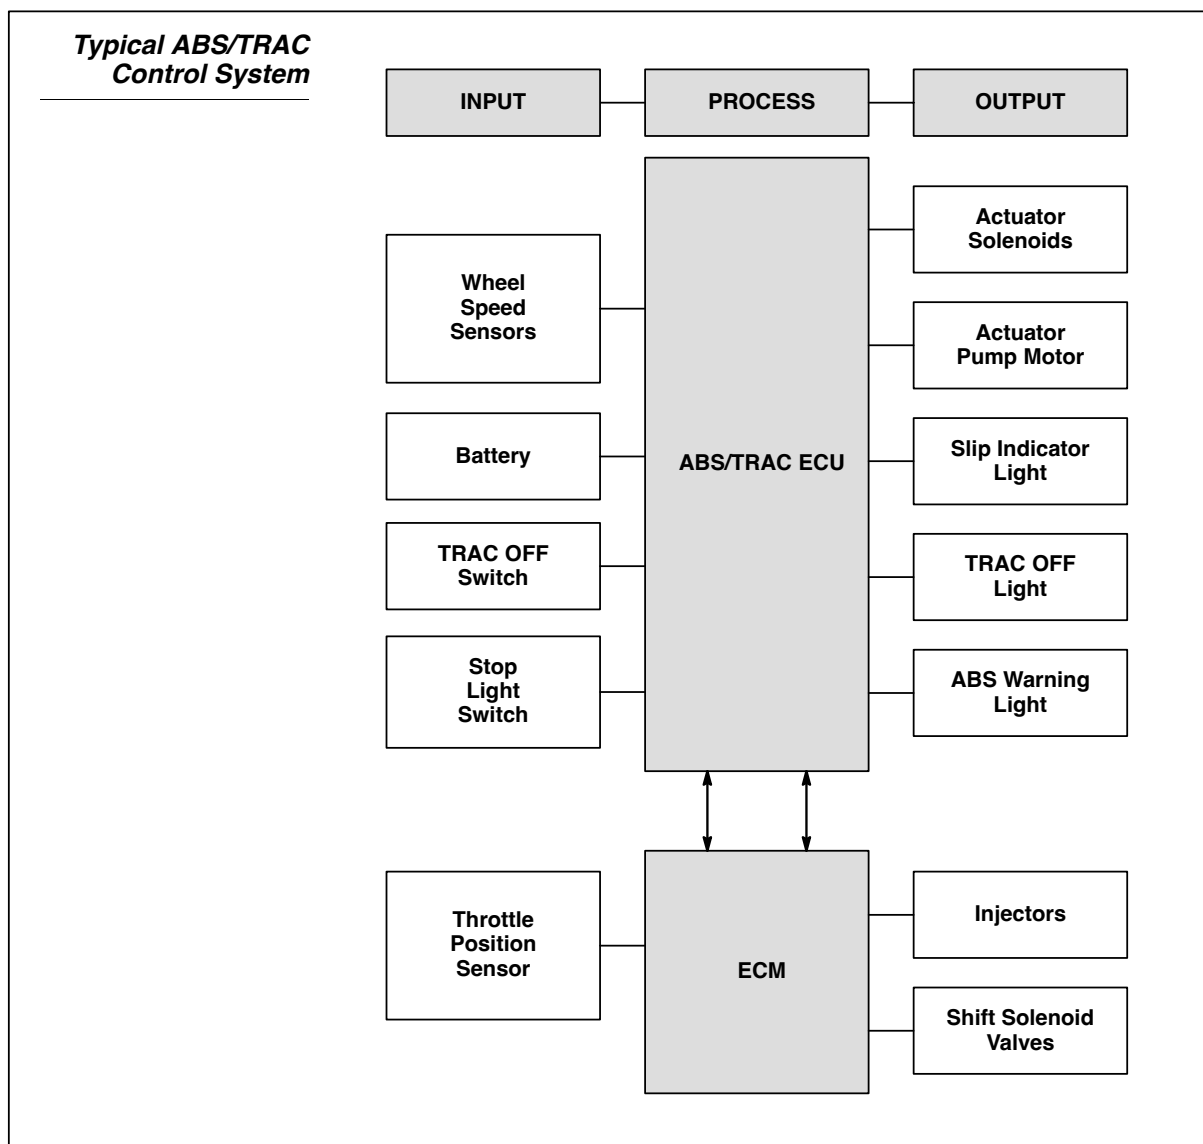 Typical ABS/TRAC
Control System
INPUT
PROCESS
OUTPUT
Wheel
Speed
Sensors
Battery
TRAC OFF
Switch
Stop
Light
Switch
ABS/TRAC ECU
Actuator
Solenoids
Actuator
Pump Motor
Slip Indicator
Light
TRAC OFF
Light
ABS Warning
Light
Throttle
Position
Sensor
ECM
Injectors
Shift Solenoid
Valves